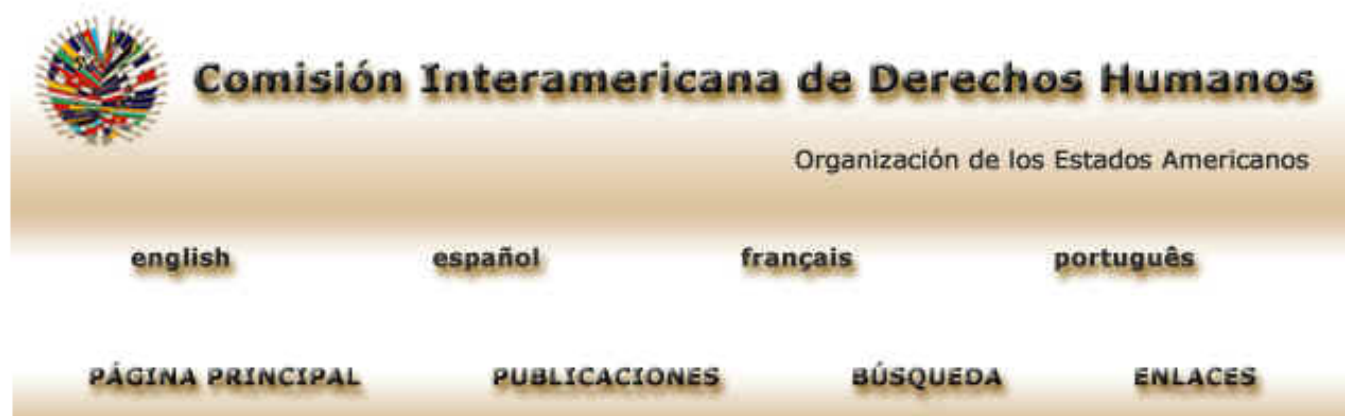 Comisión Interamericana de Derechos Humanos
Organización de los Estados Americanos
english español français português
PÁGINA PRINCIPAL PUBLICACIONES BÚSQUEDA ENLACES